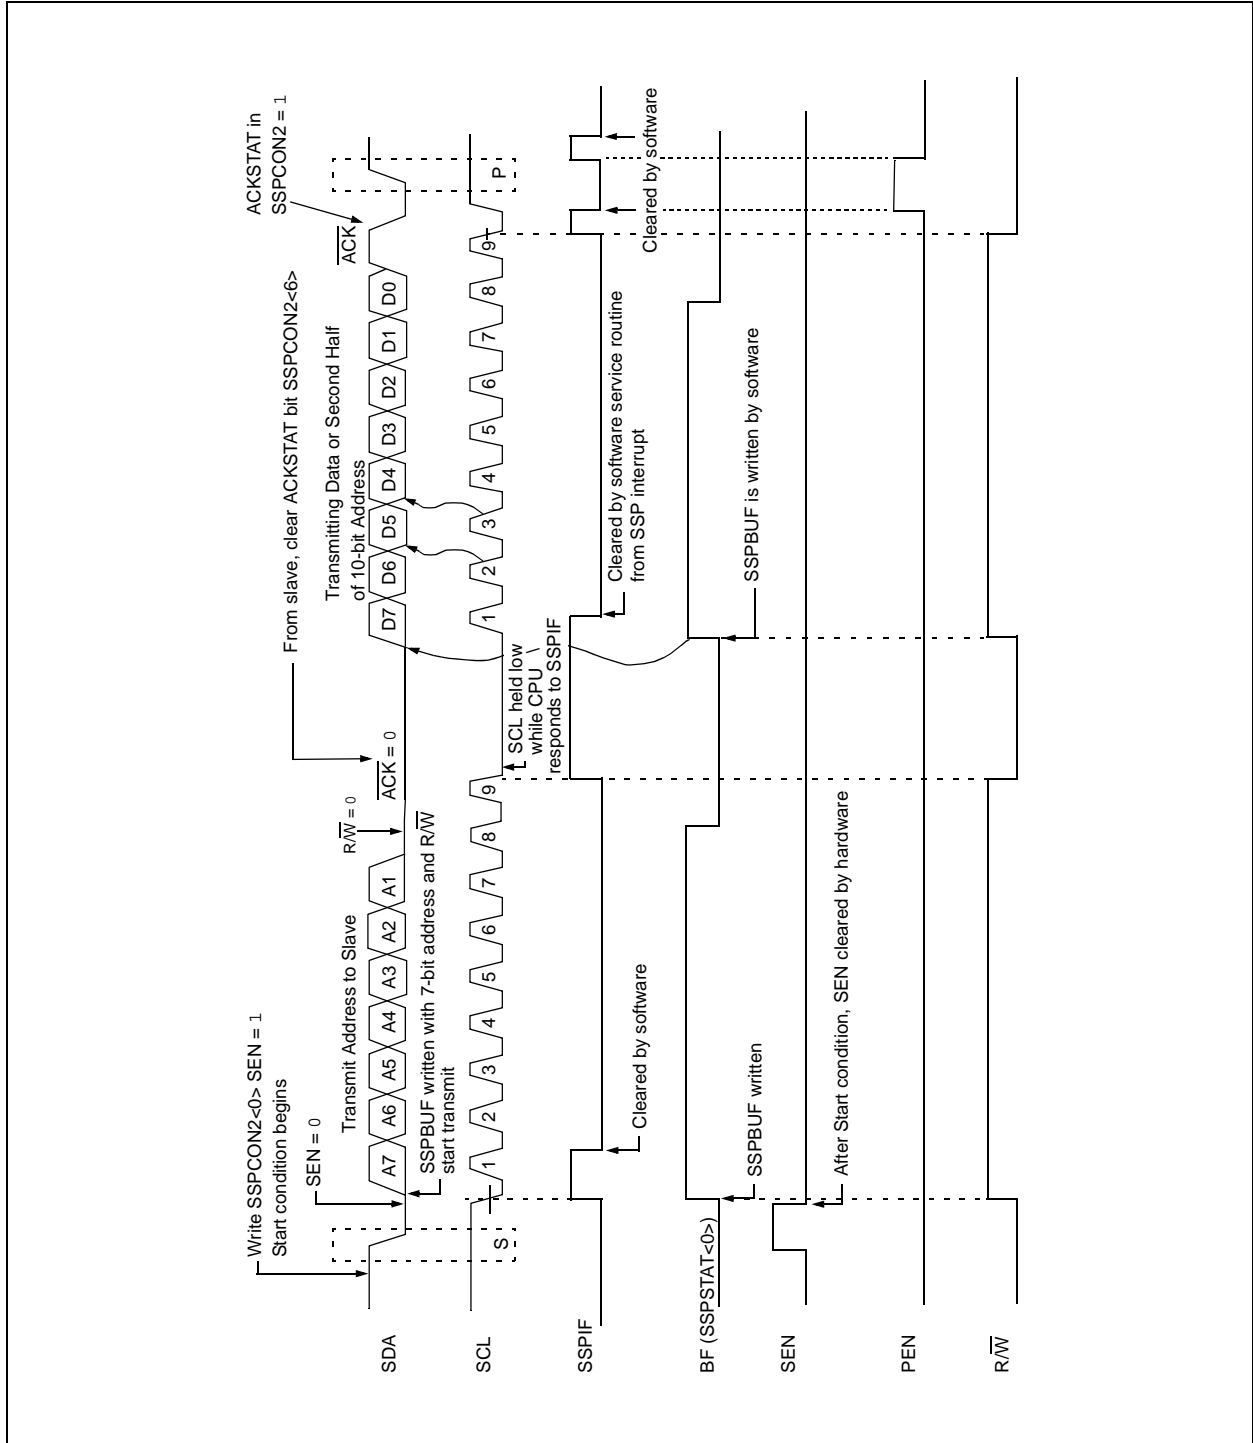 Write SSPCON2<0> SEN = 1
Start condition begins
From slave, clear ACKSTAT bit SSPCON2<6>
ACKSTAT in
SSPCON2 = 1
SEN = 0
Transmit Address to Slave
R/W = 0
ACK = 0
Transmitting Data or Second Half
of 10-bit Address
ACK
SDA
A7 A6 A5 A4 A3 A2 A1
D7 D6 D5 D4 D3 D2 D1 D0
SSPBUF written with 7-bit address and R/W
start transmit
SCL
S
1 2 3 4 5 6 7 8 9
1 2 3 4 5 6 7 8 9
P
SCL held low
while CPU
responds to SSPIF
SSPIF
Cleared by software
Cleared by software service routine
from SSP interrupt
Cleared by software
BF (SSPSTAT<0>)
SSPBUF written
SSPBUF is written by software
SEN
After Start condition, SEN cleared by hardware
PEN
R/W